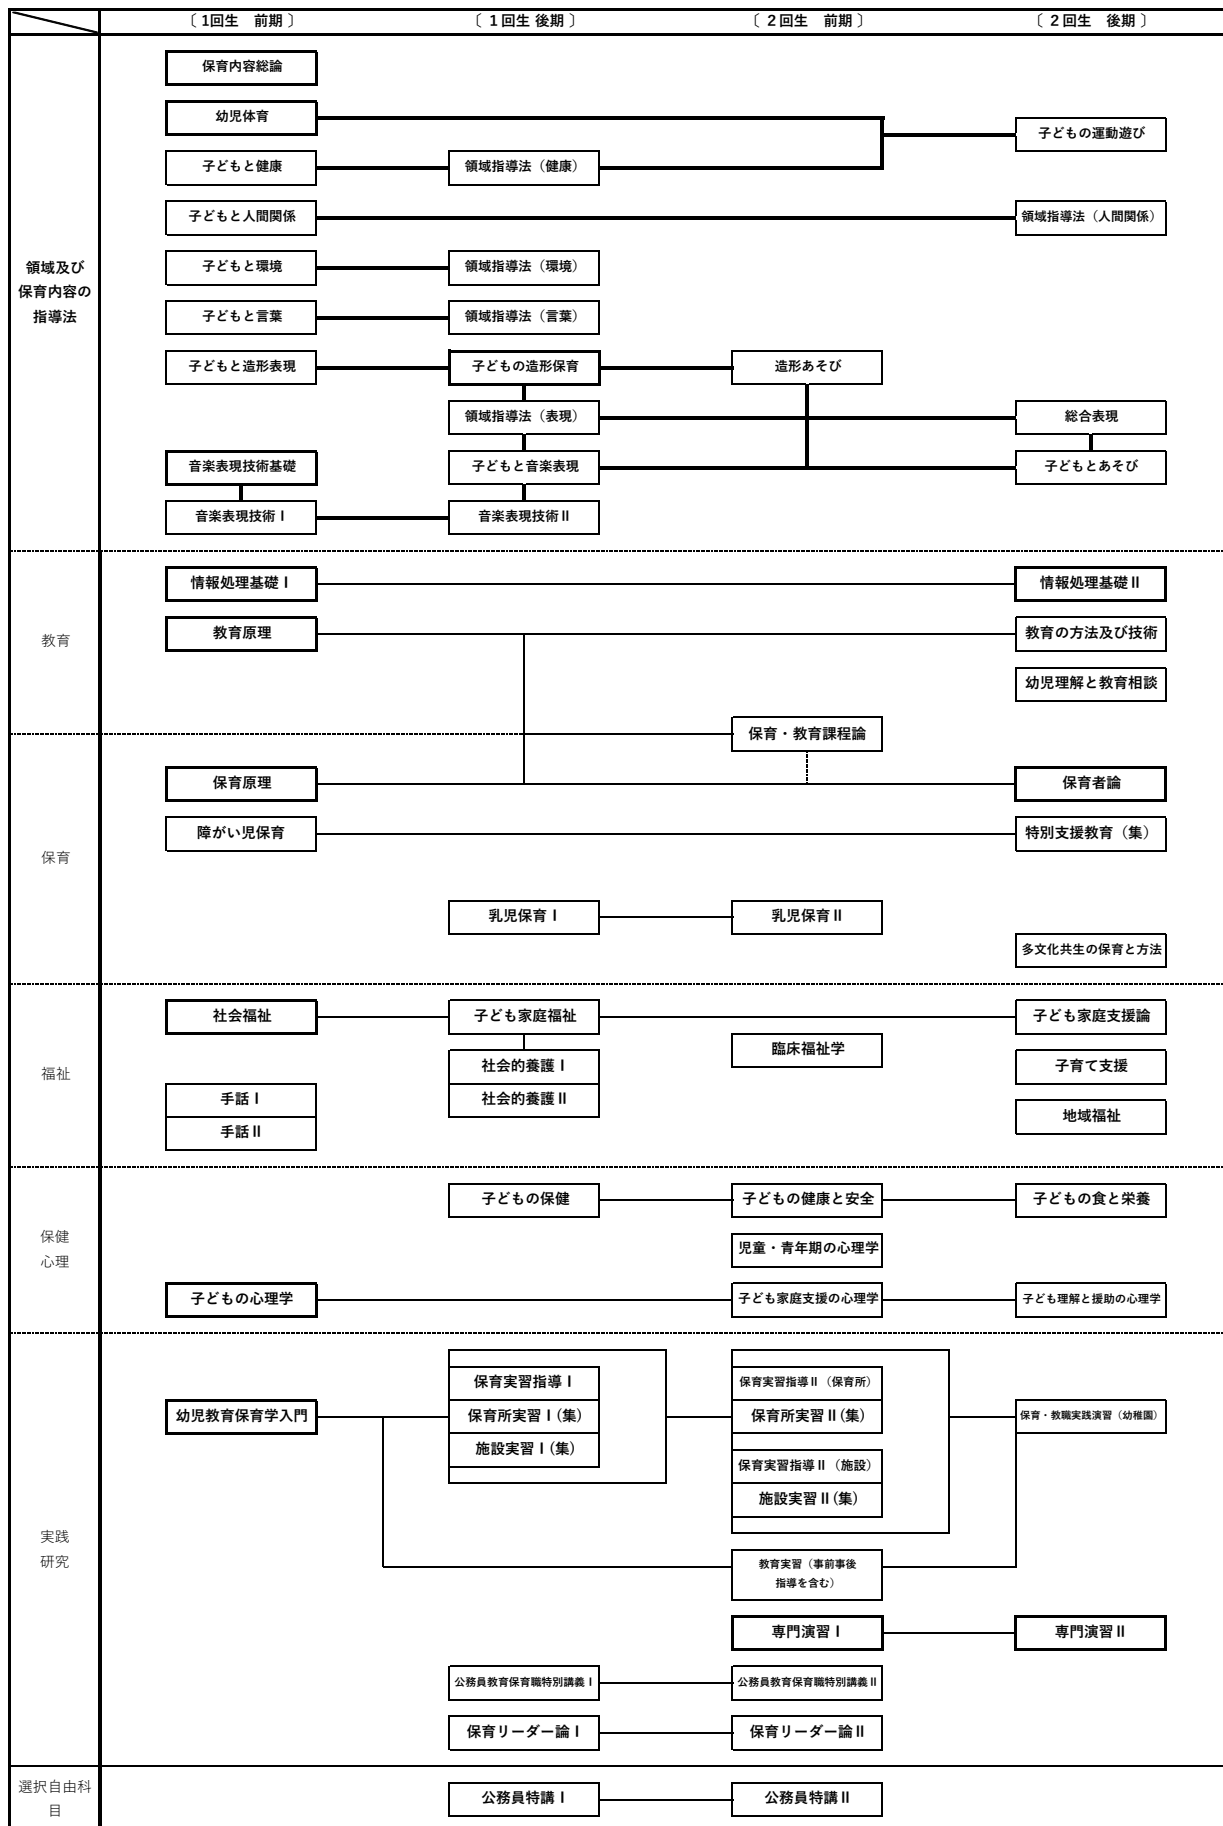 〔 1回生　前期 〕
〔 1 回生 後期 〕
〔 2 回生　前期 〕
〔 2 回生　後期 〕
領域及び
保育内容の
指導法
保育内容総論
幼児体育
子どもの運動遊び
子どもと健康
領域指導法（健康）
子どもと人間関係
領域指導法（人間関係）
子どもと環境
領域指導法（環境）
子どもと言葉
領域指導法（言葉）
子どもと造形表現
子どもの造形保育
造形あそび
領域指導法（表現）
総合表現
音楽表現技術基礎
子どもと音楽表現
子どもとあそび
音楽表現技術Ⅰ
音楽表現技術Ⅱ
教育
情報処理基礎Ⅰ
情報処理基礎Ⅱ
教育原理
教育の方法及び技術
幼児理解と教育相談
保育・教育課程論
保育
保育原理
保育者論
障がい児保育
特別支援教育（集）
乳児保育Ⅰ
乳児保育Ⅱ
多文化共生の保育と方法
福祉
社会福祉
子ども家庭福祉
子ども家庭支援論
臨床福祉学
社会的養護Ⅰ
子育て支援
手話Ⅰ
社会的養護Ⅱ
地域福祉
手話Ⅱ
保健
心理
子どもの保健
子どもの健康と安全
子どもの食と栄養
児童・青年期の心理学
子どもの心理学
子ども家庭支援の心理学
子ども理解と援助の心理学
実践
研究
保育実習指導Ⅰ
保育実習指導Ⅱ（保育所）
幼児教育保育学入門
保育所実習Ⅰ(集)
保育所実習Ⅱ(集)
保育・教職実践演習（幼稚園）
施設実習Ⅰ(集)
保育実習指導Ⅱ（施設）
施設実習Ⅱ(集)
教育実習（事前事後
指導を含む）
専門演習Ⅰ
専門演習Ⅱ
公務員教育保育職特別講義Ⅰ
公務員教育保育職特別講義Ⅱ
保育リーダー論Ⅰ
保育リーダー論Ⅱ
選択自由科
目
公務員特講Ⅰ
公務員特講Ⅱ